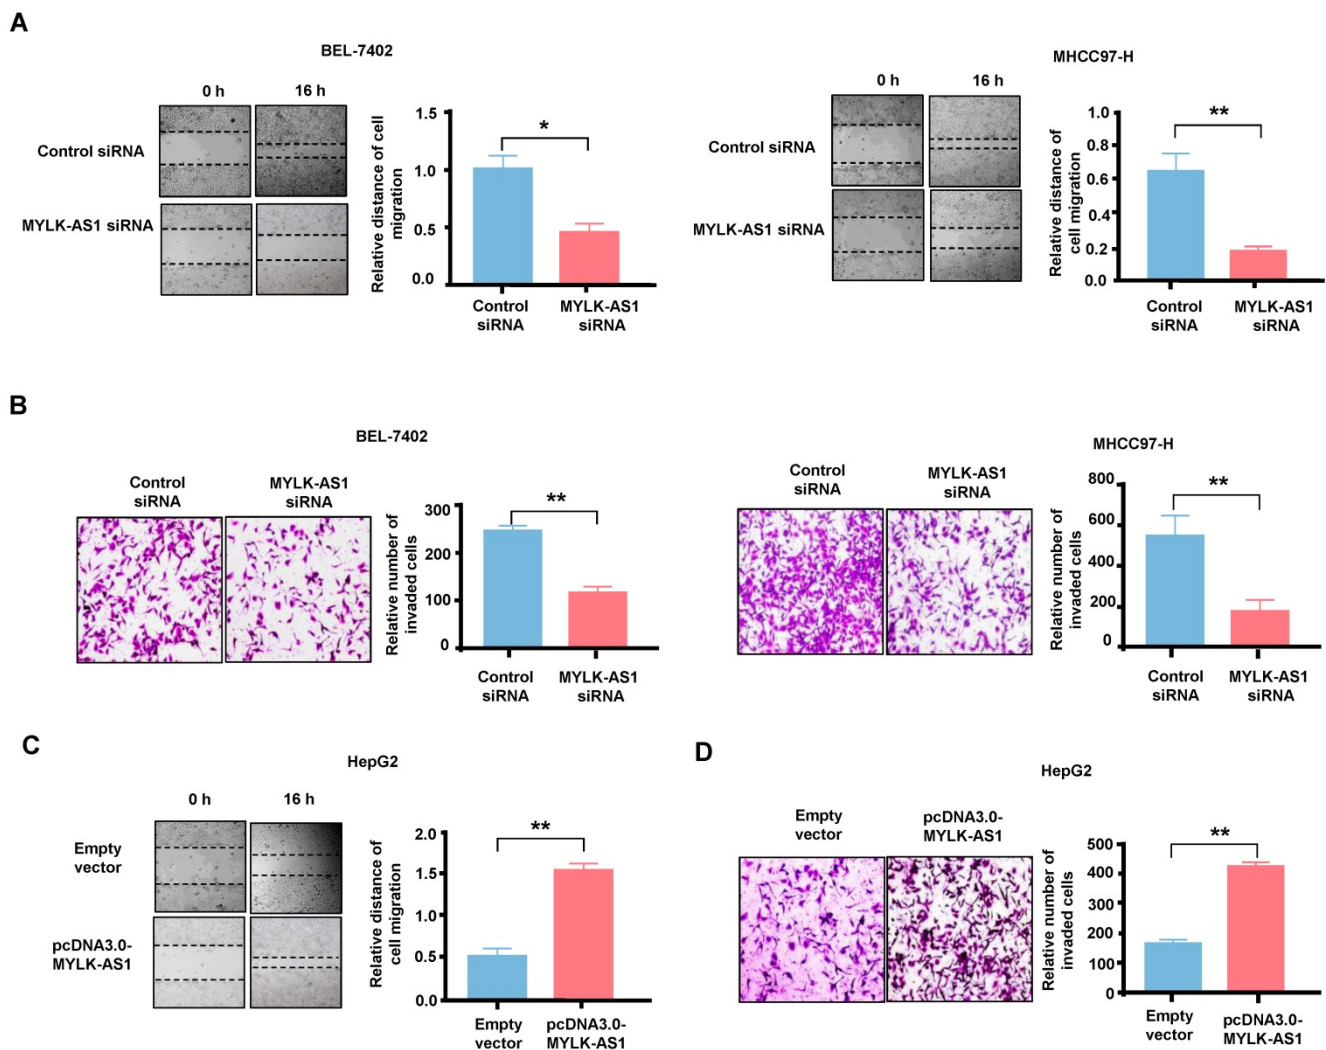 A
BEL-7402
0 h
16 h
Control siRNA
MYLK-AS1 siRNA
Relative distance of cell
migration
1.5
1.0
0.5
0.0
*
Control
siRNA
MYLK-AS1
siRNA
MHCC97-H
0 h
16 h
Control siRNA
MYLK-AS1 siRNA
Relative distance of
cell migration
1.0
0.8
0.6
0.4
0.2
0.0
**
Control
siRNA
MYLK-AS1
siRNA
B
BEL-7402
Control
siRNA
MYLK-AS1
siRNA
Relative number of
invaded cells
300
200
100
0
**
Control
siRNA
MYLK-AS1
siRNA
MHCC97-H
Control
siRNA
MYLK-AS1
siRNA
Relative number of
invaded cells
800
600
400
200
0
**
Control
siRNA
MYLK-AS1
siRNA
C
HepG2
0 h
16 h
Empty
vector
pcDNA3.0-
MYLK-AS1
Relative distance of
cell migration
2.0
1.5
1.0
0.5
0.0
**
Empty
vector
pcDNA3.0-
MYLK-AS1
D
HepG2
Empty
vector
pcDNA3.0-
MYLK-AS1
Relative number of
invaded cells
500
400
300
200
100
0
**
Empty
vector
pcDNA3.0-
MYLK-AS1